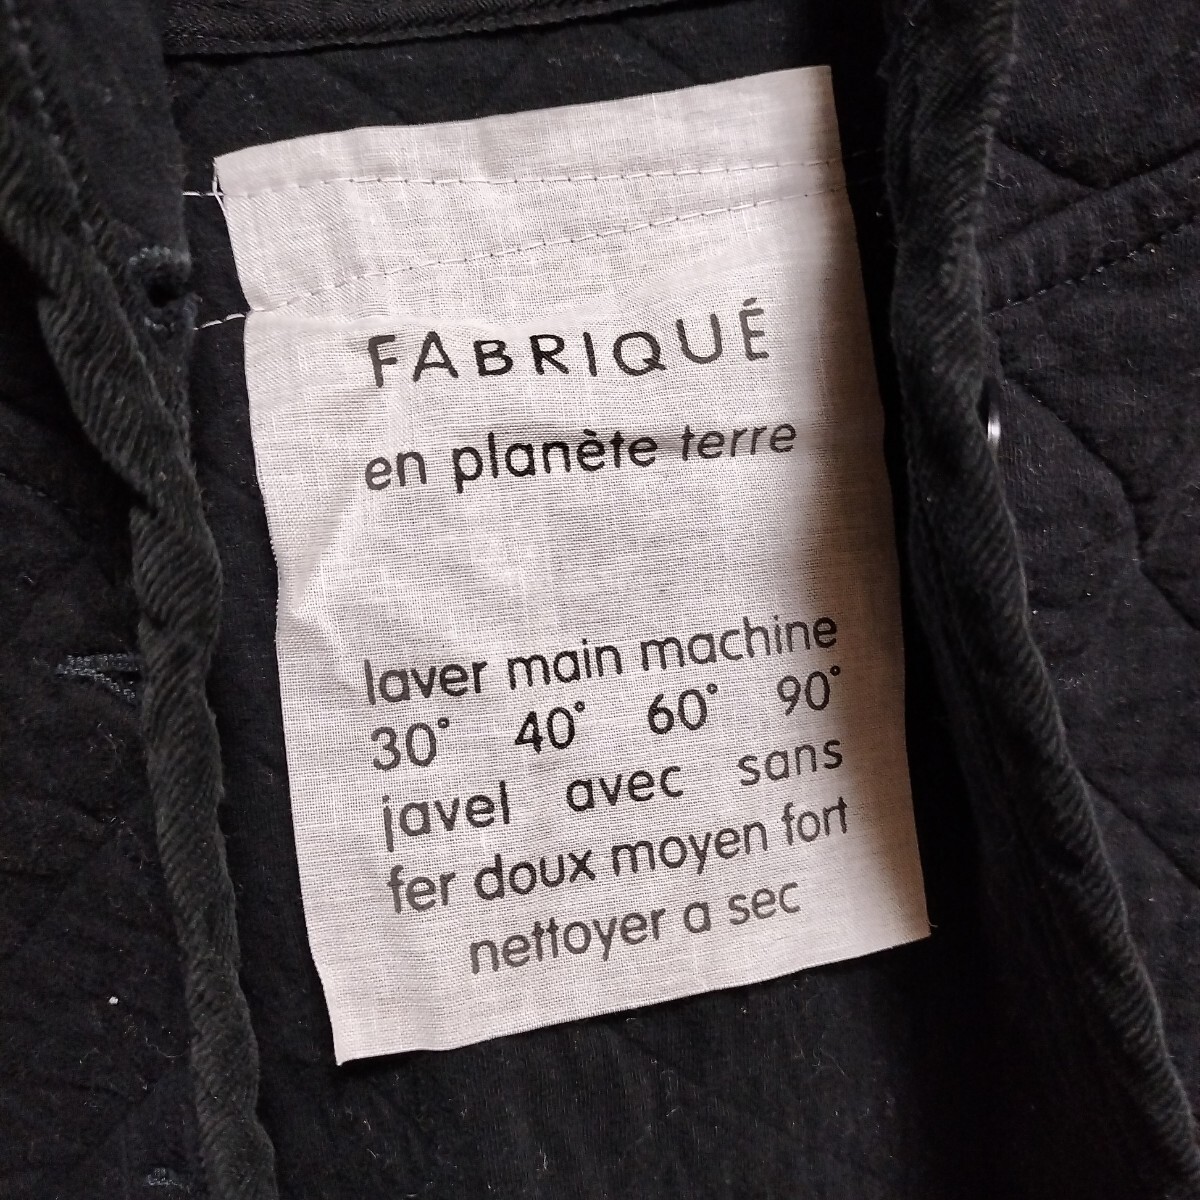 FABRIQUÉ
en planète terre
laver main machine
30° 40° 60° 90°
javel avec sans
fer doux moyen fort
nettoyer a sec